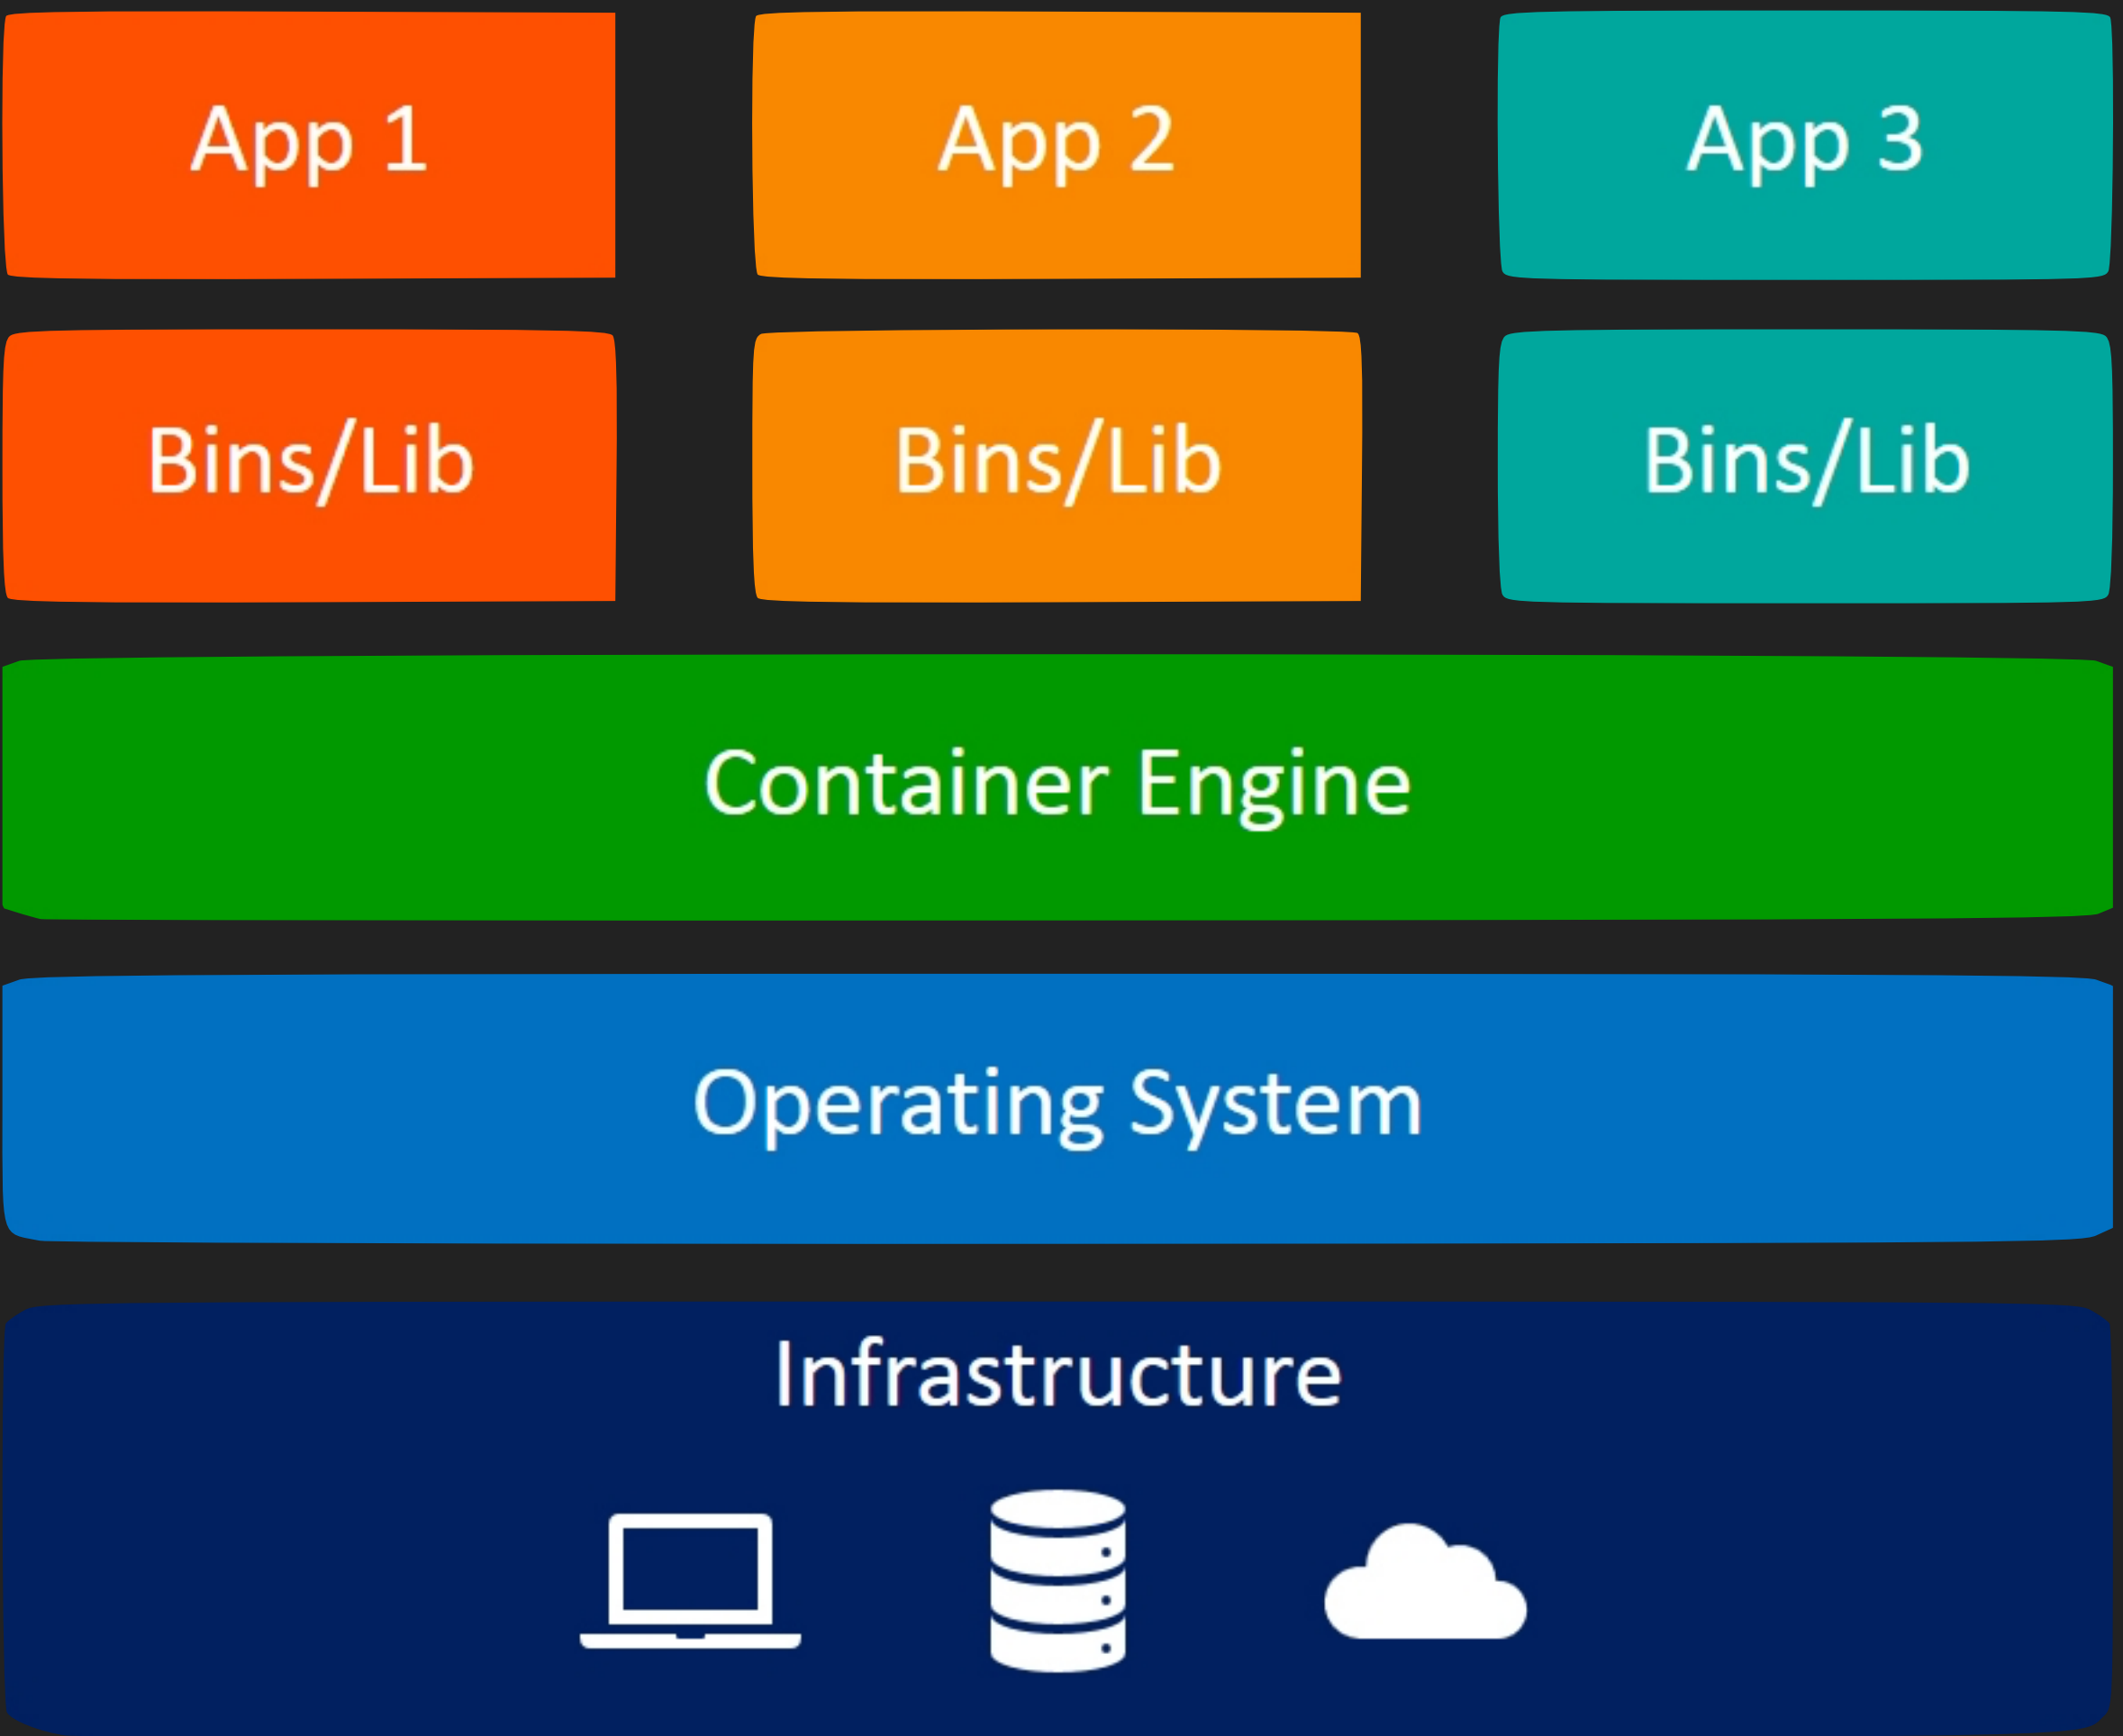 App 1
App 2
App 3
Bins/Lib
Bins/Lib
Bins/Lib
Container Engine
Operating System
Infrastructure